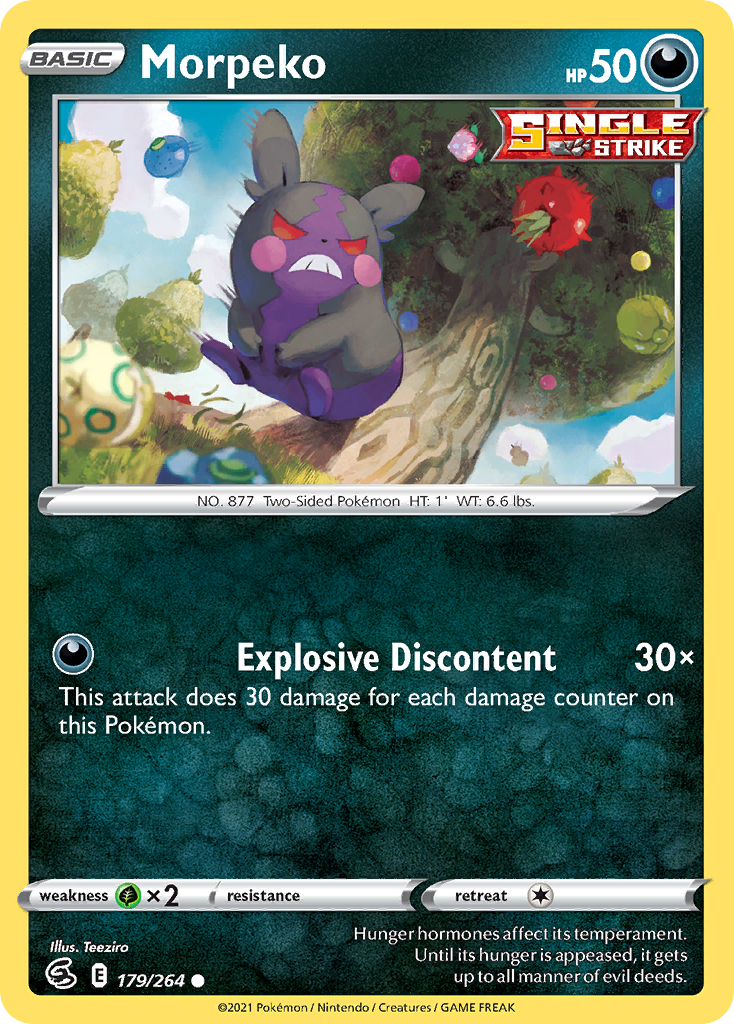 BASIC
Morpeko
HP 50
SINGLE
STRIKE
NO. 877 Two-Sided Pokémon HT: 1' WT: 6.6 lbs.
Explosive Discontent 30×
This attack does 30 damage for each damage counter on
this Pokémon.
weakness ×2 resistance retreat
Illus. Teeziro
Hunger hormones affect its temperament.
Until its hunger is appeased, it gets
up to all manner of evil deeds.
E 179/264
©2021 Pokémon / Nintendo / Creatures / GAME FREAK